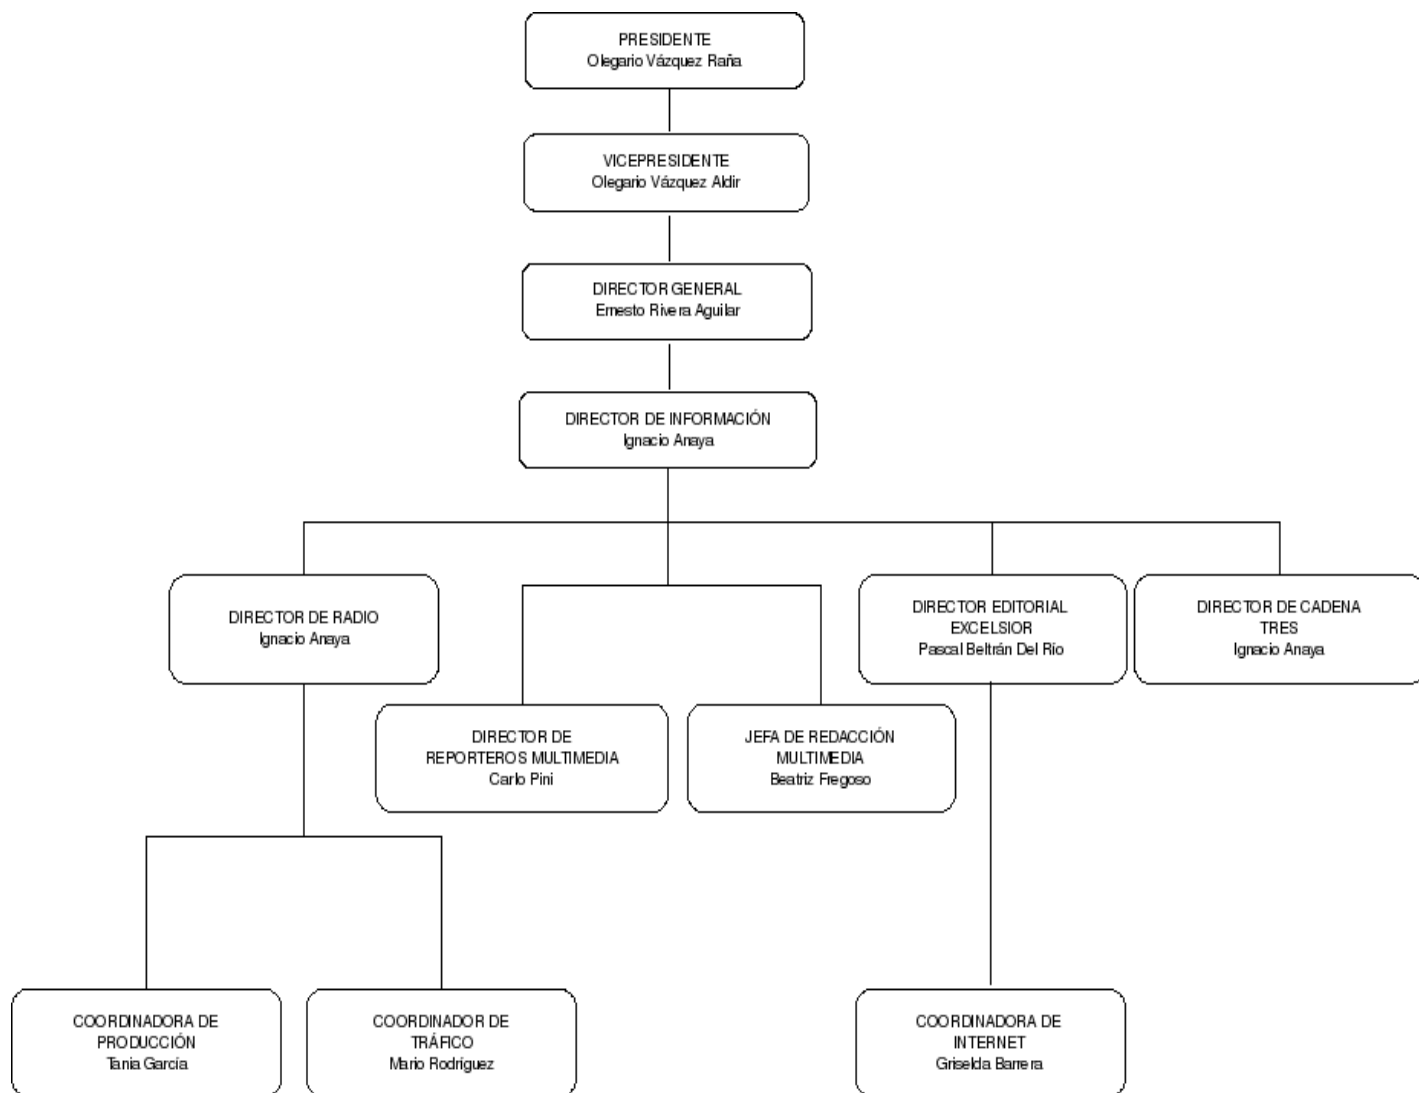 PRESIDENTE
Olegario Vázquez Raña
VICEPRESIDENTE
Olegario Vázquez Aldir
DIRECTOR GENERAL
Ernesto Rivera Aguilar
DIRECTOR DE INFORMACIÓN
Ignacio Anaya
DIRECTOR DE RADIO
Ignacio Anaya
DIRECTOR EDITORIAL
EXCELSIOR
Pascal Beltrán Del Río
DIRECTOR DE CADENA
TRES
Ignacio Anaya
DIRECTOR DE
REPORTEROS MULTIMEDIA
Carlo Pini
JEFA DE REDACCIÓN
MULTIMEDIA
Beatriz Fregoso
COORDINADORA DE
PRODUCCIÓN
Tania García
COORDINADOR DE
TRÁFICO
Mario Rodríguez
COORDINADORA DE
INTERNET
Griselda Barrera